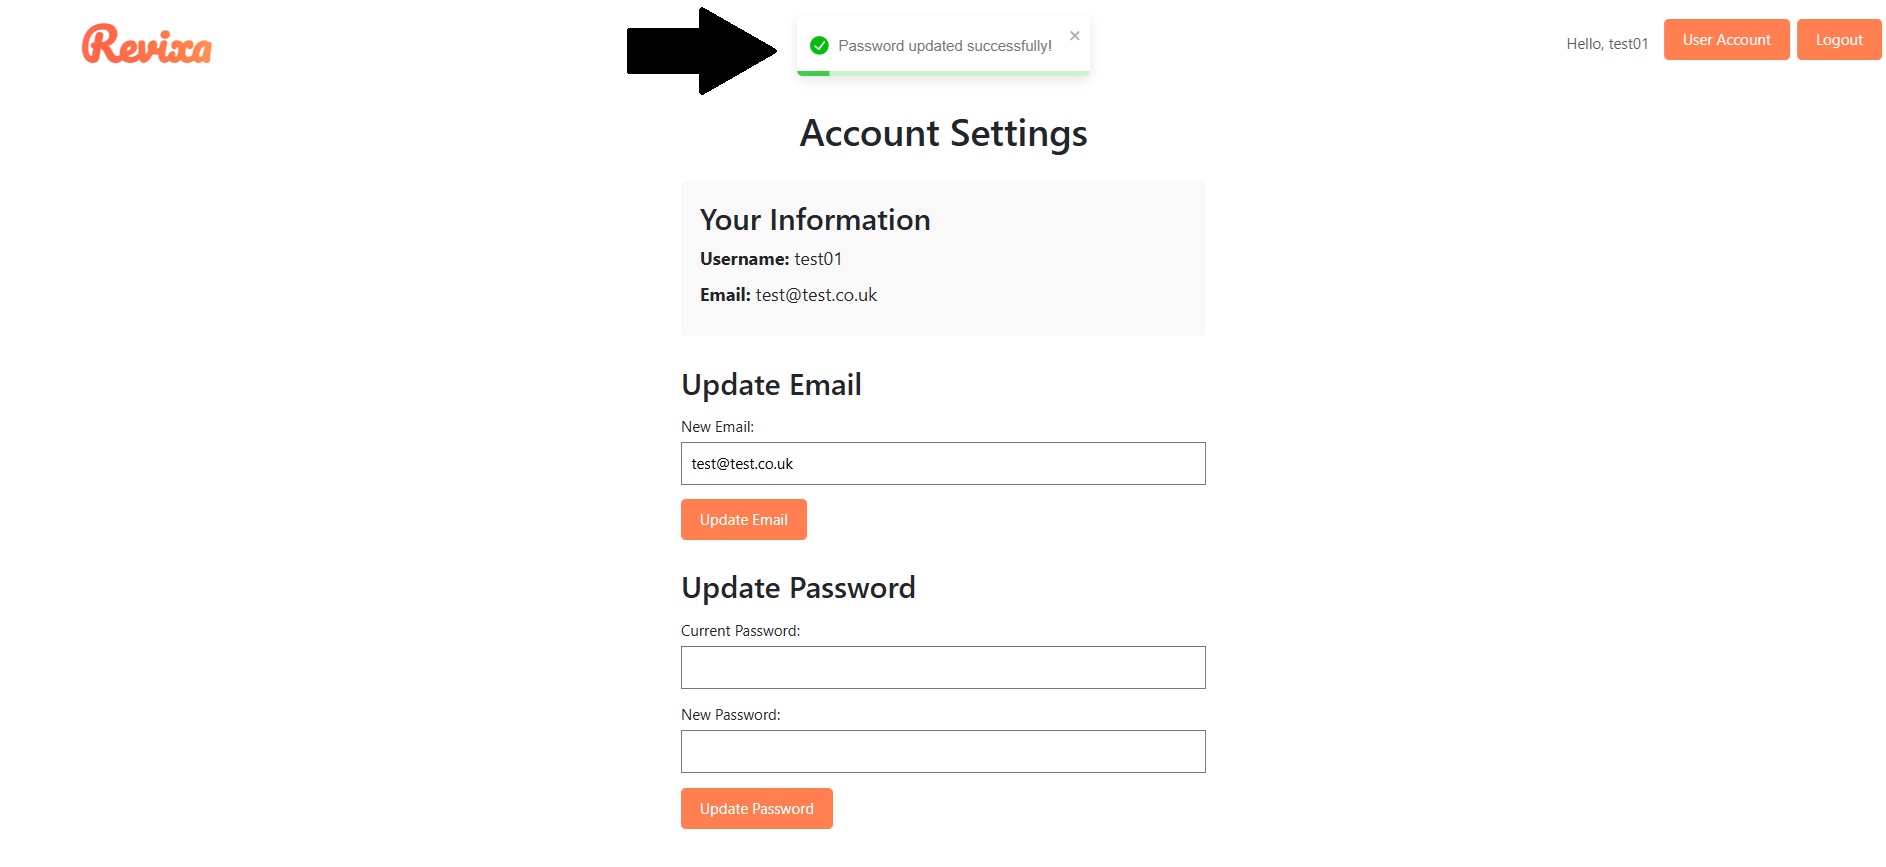 Revixa
Password updated successfully!
Hello, test01
User Account
Logout
Account Settings
Your Information
Username: test01
Email: test@test.co.uk
Update Email
New Email:
test@test.co.uk
Update Email
Update Password
Current Password:
New Password:
Update Password